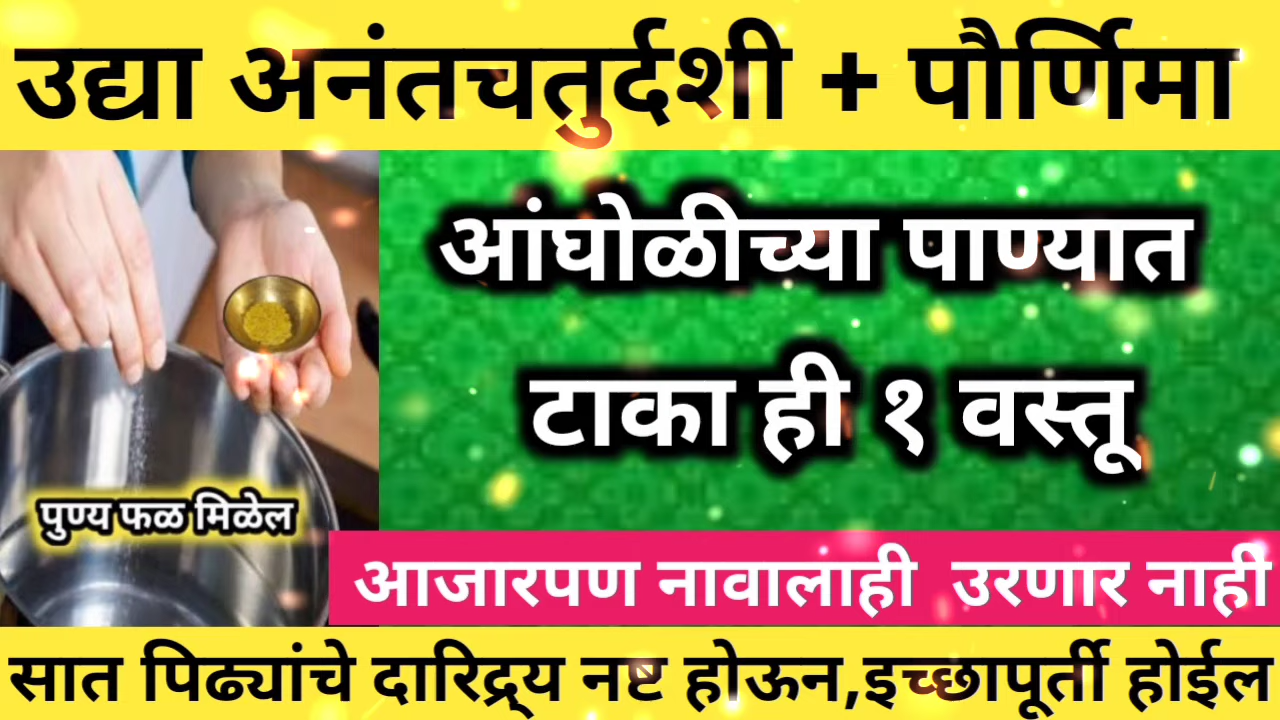 उद्या अनंतचतुर्दशी + पौर्णिमा
आंघोळीच्या पाण्यात
टाका ही १ वस्तू
पुण्य फळ मिळेल
आजारपण नावालाही उरणार नाही
सात पिढ्यांचे दारिद्र्य नष्ट होऊन,इच्छापूर्ती होईल